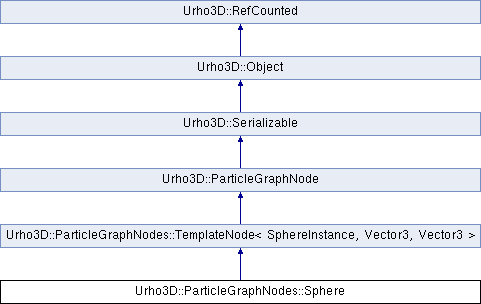 Urho3D::RefCounted
Urho3D::Object
Urho3D::Serializable
Urho3D::ParticleGraphNode
Urho3D::ParticleGraphNodes::TemplateNode< SphereInstance, Vector3, Vector3 >
Urho3D::ParticleGraphNodes::Sphere